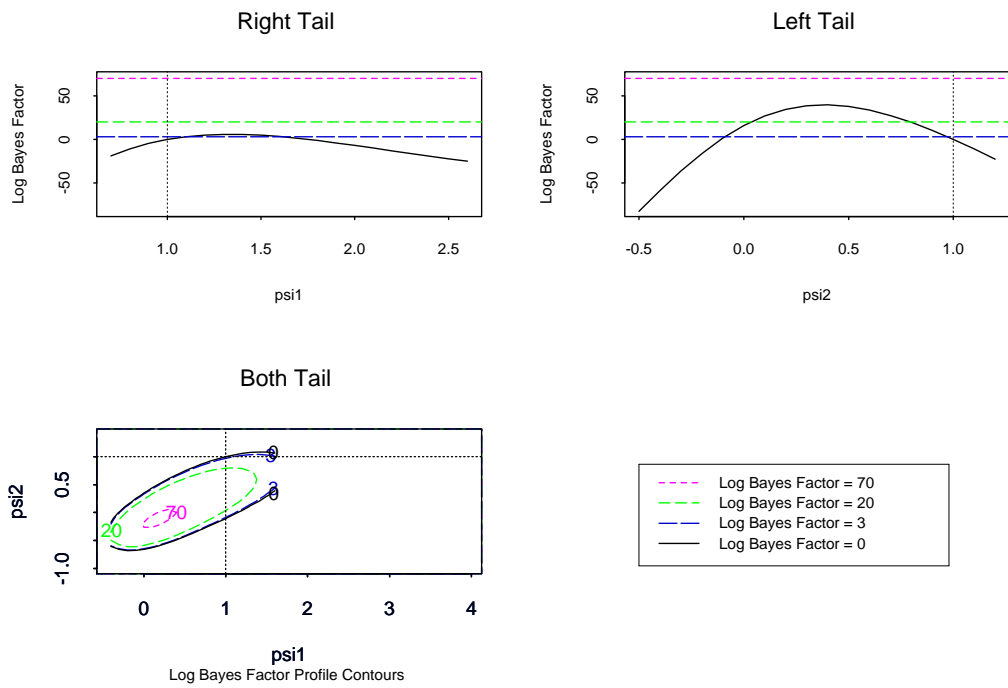 Right Tail
Log Bayes Factor
50
0
-50
1.0 1.5 2.0 2.5
psi1
Left Tail
Log Bayes Factor
50
0
-50
-0.5 0.0 0.5 1.0
psi2
Both Tail
psi2
0.5
-1.0
0
3
3
0
20
70
0 1 2 3 4
psi1
Log Bayes Factor Profile Contours
Log Bayes Factor = 70
Log Bayes Factor = 20
Log Bayes Factor = 3
Log Bayes Factor = 0